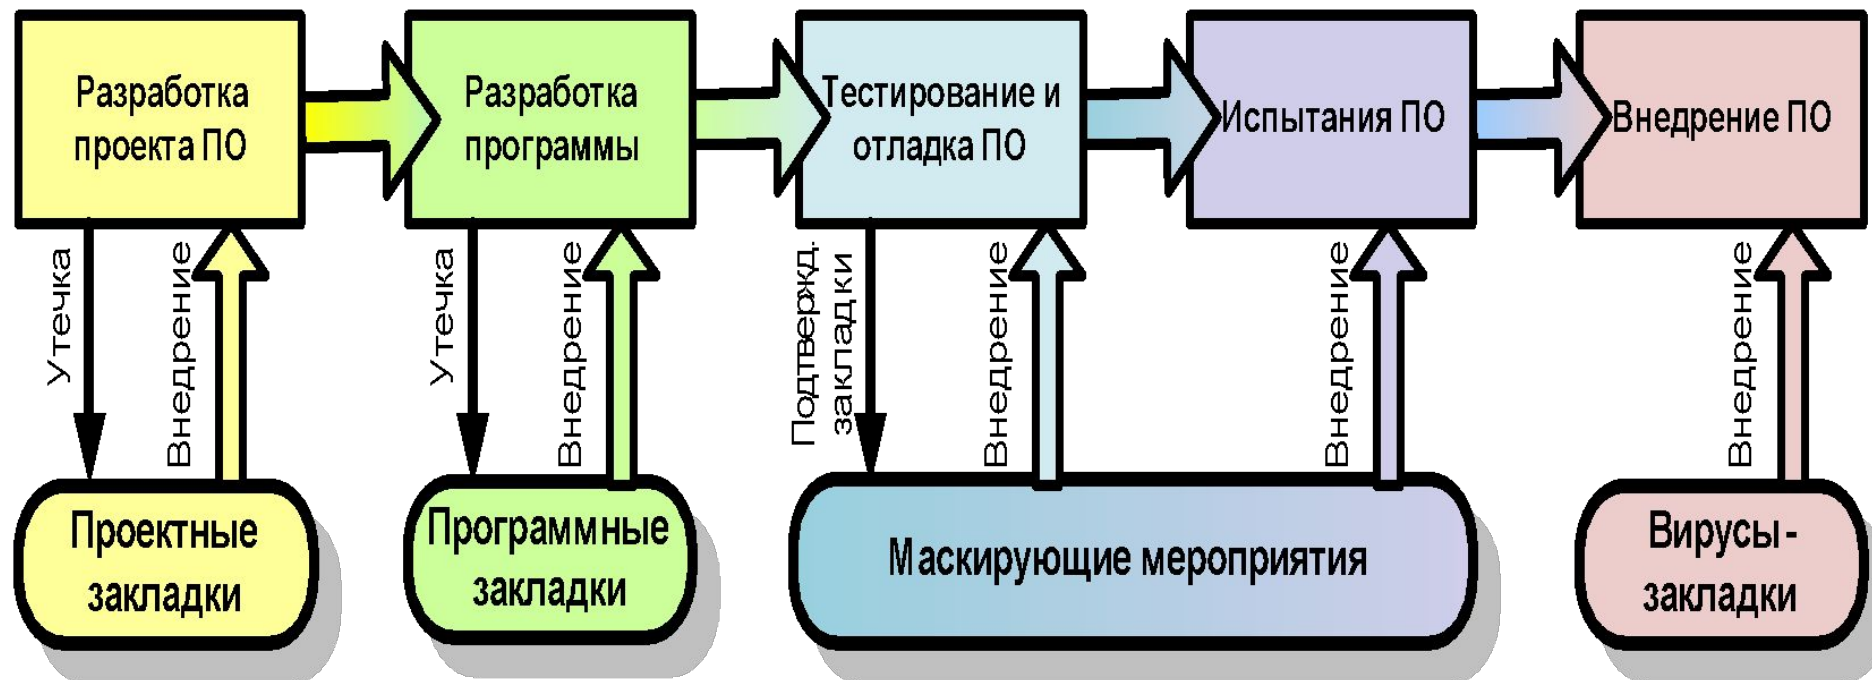 Разработка
проекта ПО
Разработка
программы
Тестирование и
отладка ПО
Испытания ПО
Внедрение ПО
Утечка
Внедрение
Утечка
Внедрение
Подтвержд.
закладки
Внедрение
Внедрение
Внедрение
Проектные
закладки
Программные
закладки
Маскирующие мероприятия
Вирусы-
закладки